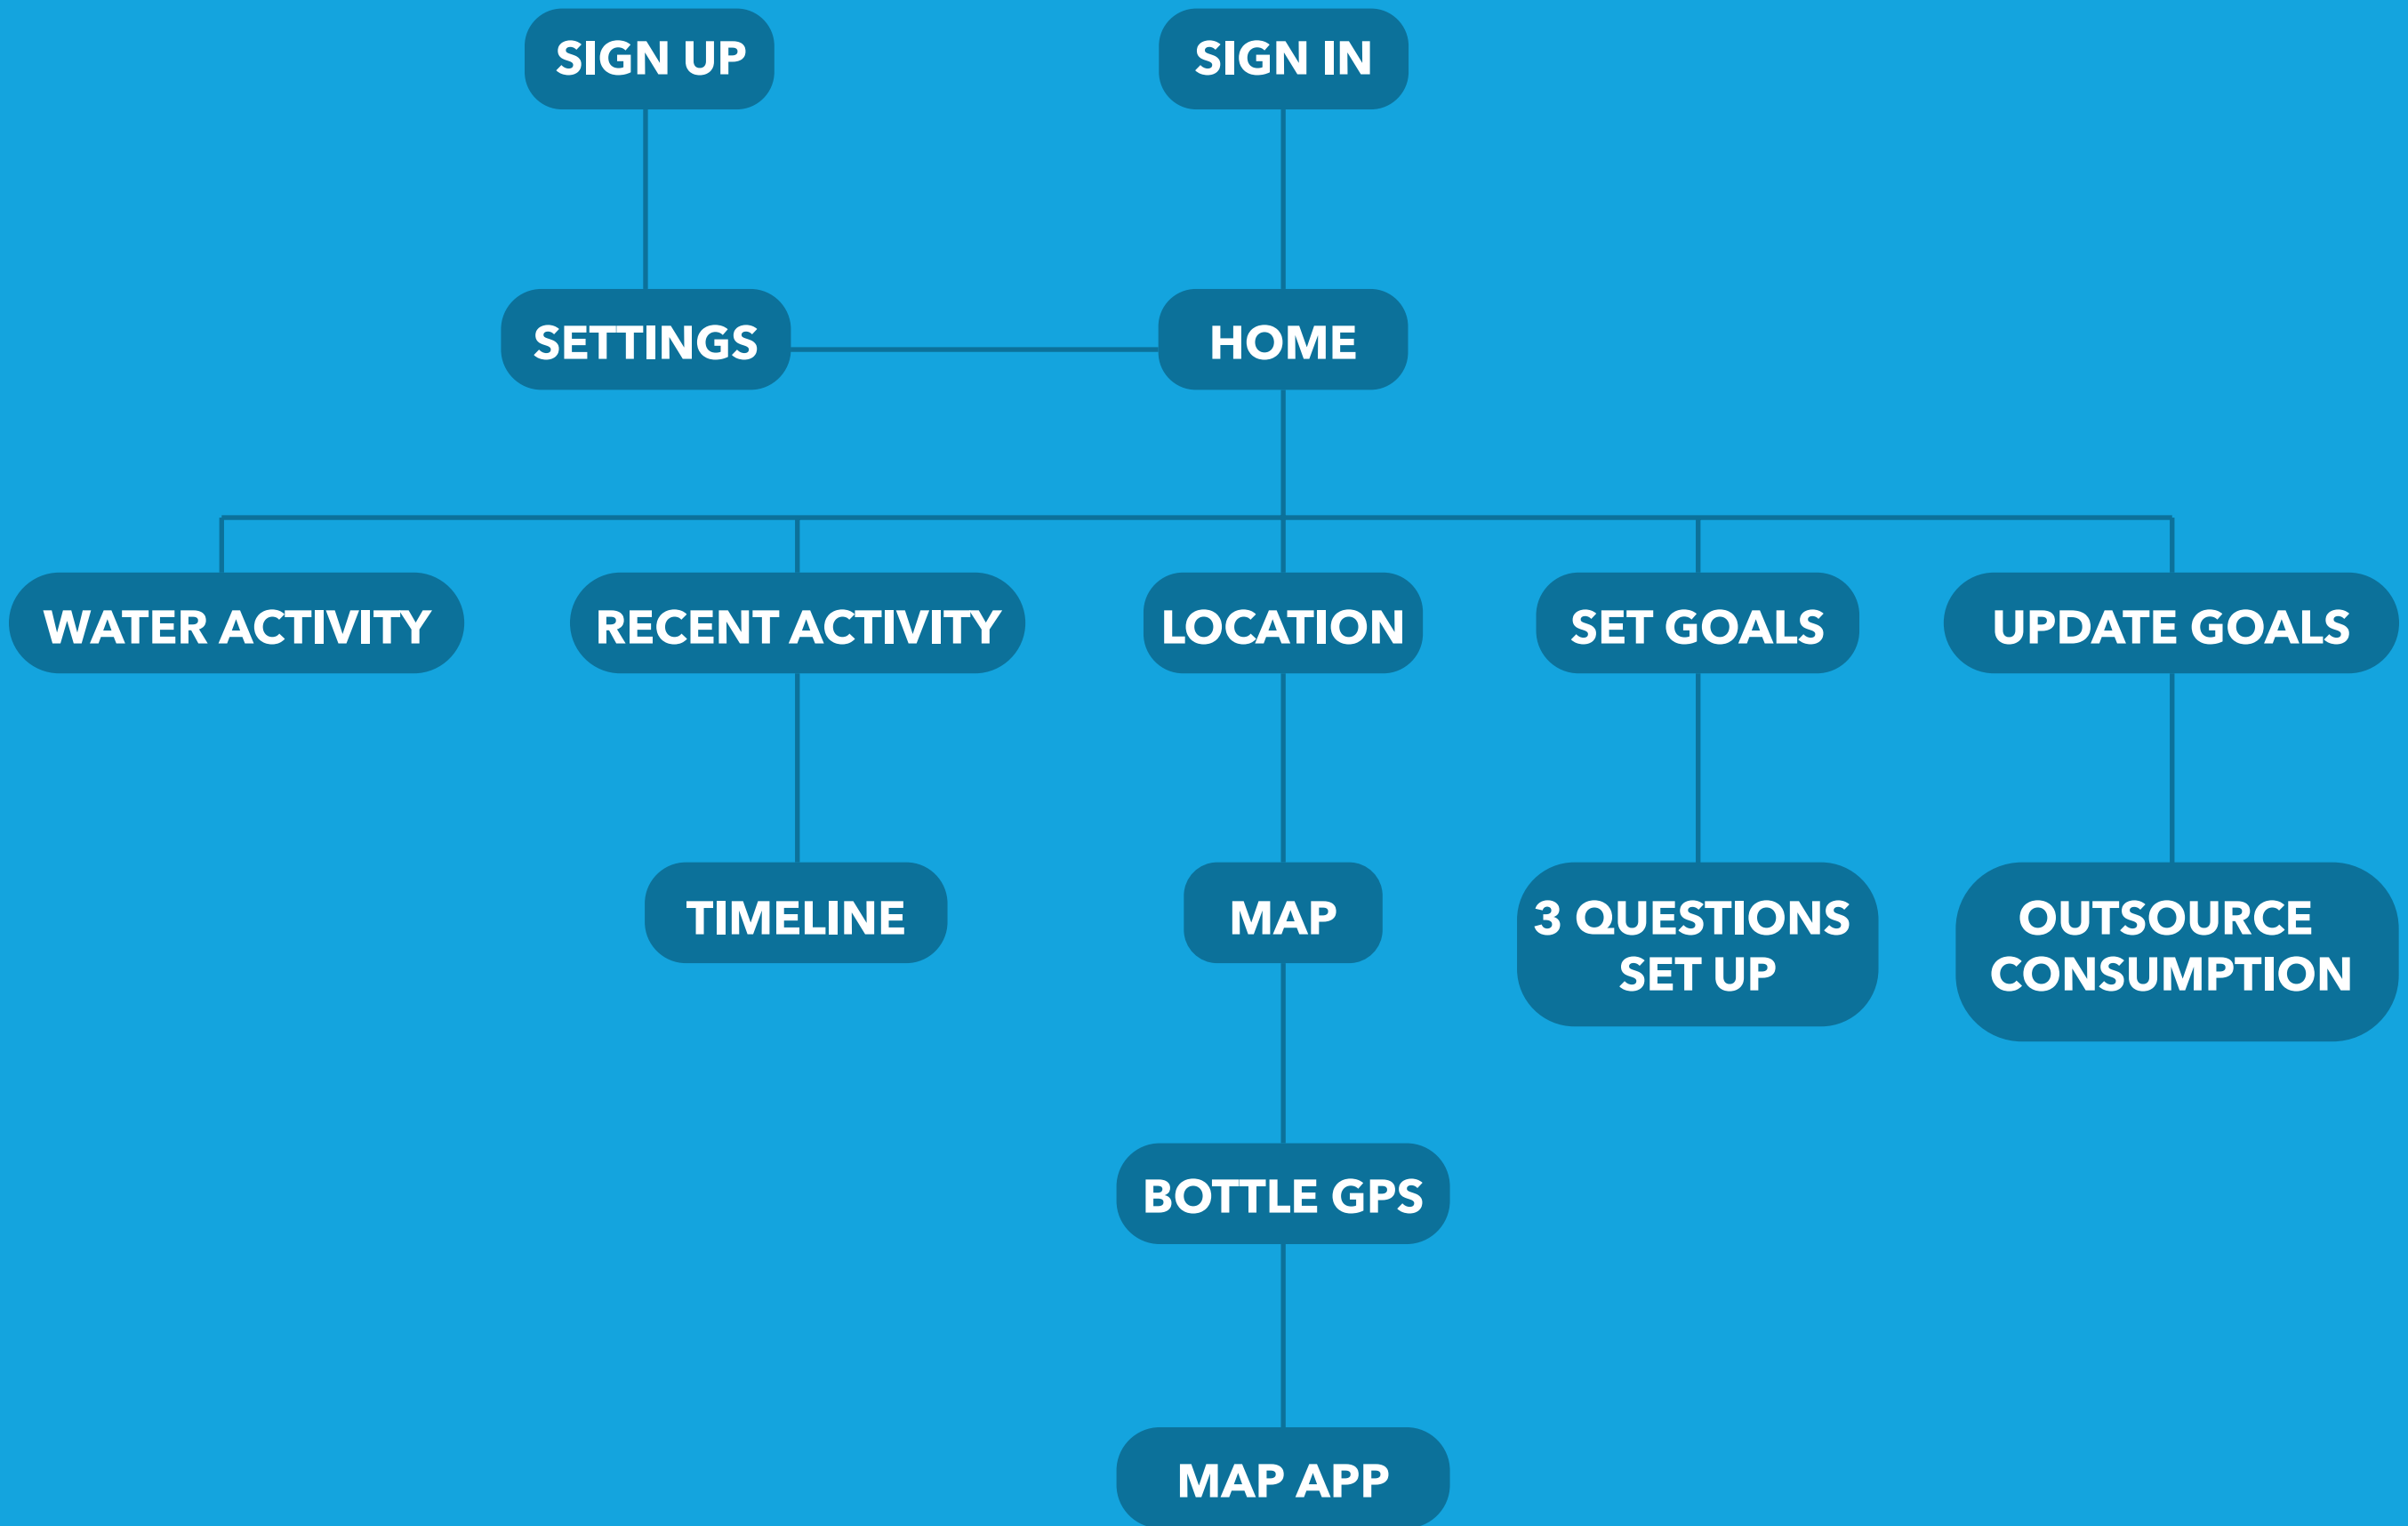 SIGN UP
SIGN IN
SETTINGS
HOME
WATER ACTIVITY
RECENT ACTIVITY
LOCATION
SET GOALS
UPDATE GOALS
TIMELINE
MAP
3 QUESTIONS
SET UP
OUTSOURCE
CONSUMPTION
BOTTLE GPS
MAP APP